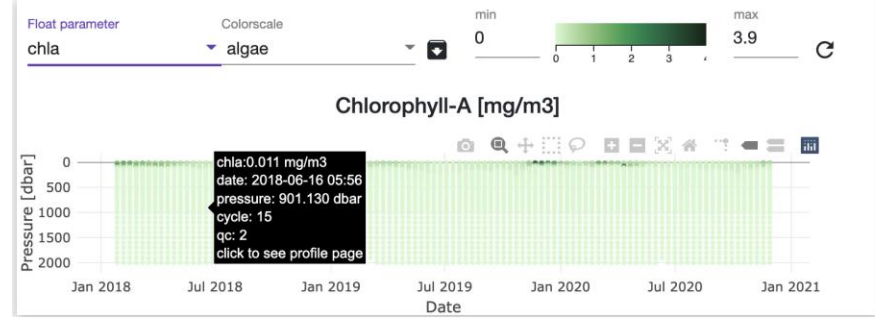 Float parameter
Colorscale
min
max
chla
algae
0
3.9
0 1 2 3
Chlorophyll-A [mg/m3]
Pressure [dbar]
0
500
1000
1500
2000
chla:0.011 mg/m3
date: 2018-06-16 05:56
pressure: 901.130 dbar
cycle: 15
qc: 2
click to see profile page
Jan 2018 Jul 2018 Jan 2019 Jul 2019 Jan 2020 Jul 2020 Jan 2021
Date